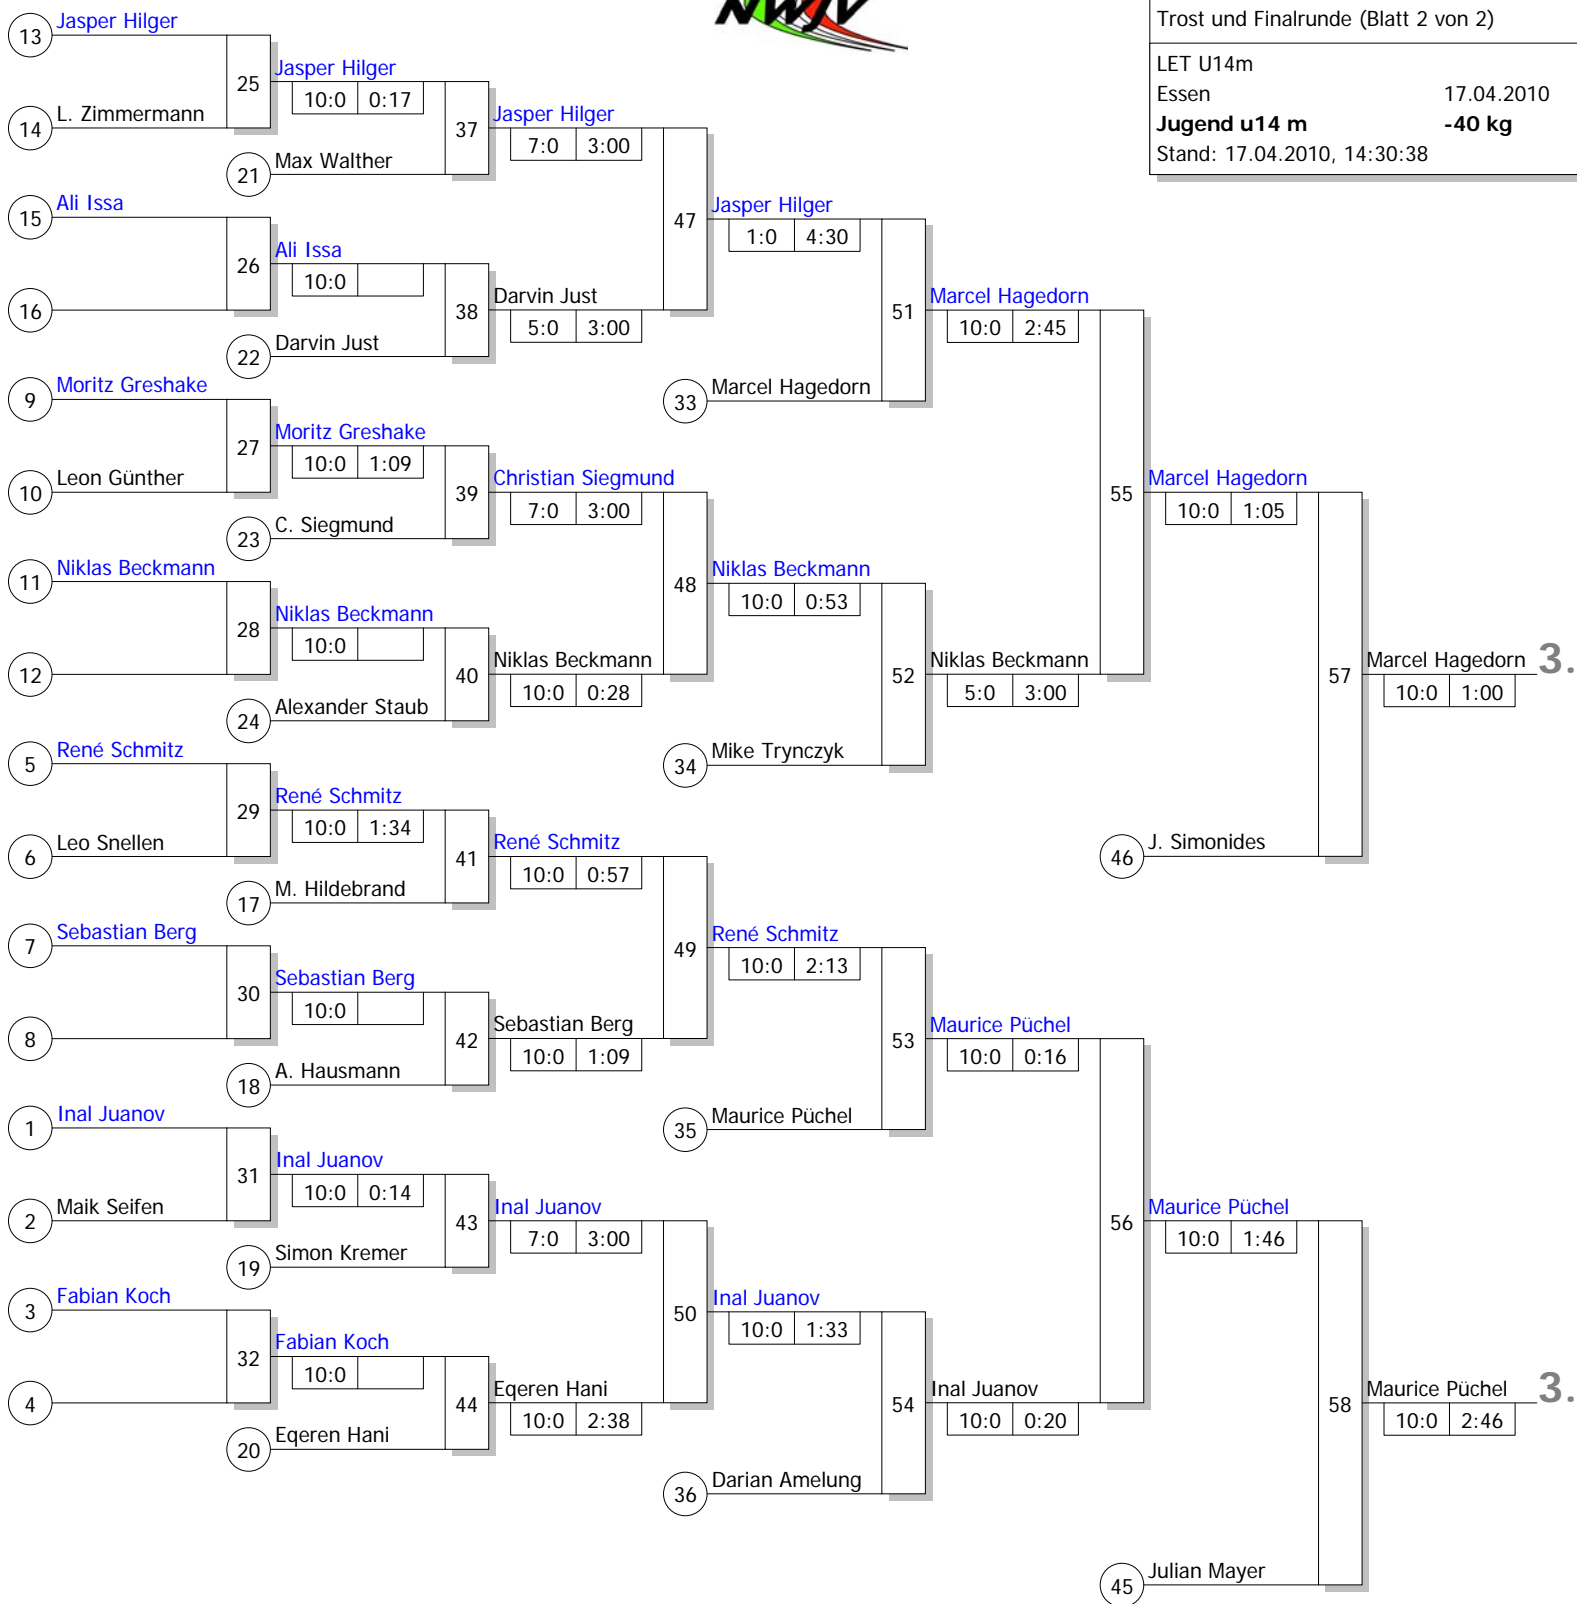 NWJV
Trost und Finalrunde (Blatt 2 von 2)
LET U14m
Essen 17.04.2010
Jugend u14 m -40 kg
Stand: 17.04.2010, 14:30:38
13 Jasper Hilger
25
Jasper Hilger
10:0 0:17
14 L. Zimmermann
37
Jasper Hilger
7:0 3:00
21 Max Walther
15 Ali Issa
47
Jasper Hilger
1:0 4:30
26
Ali Issa
10:0
16
38
Darvin Just
5:0 3:00
22 Darvin Just
51
Marcel Hagedorn
10:0 2:45
33 Marcel Hagedorn
9 Moritz Greshake
27
Moritz Greshake
10:0 1:09
10 Leon Günther
39
Christian Siegmund
7:0 3:00
23 C. Siegmund
55
Marcel Hagedorn
10:0 1:05
11 Niklas Beckmann
48
Niklas Beckmann
10:0 0:53
28
Niklas Beckmann
10:0
12
40
Niklas Beckmann
10:0 0:28
24 Alexander Staub
52
Niklas Beckmann
5:0 3:00
34 Mike Trynczyk
57
Marcel Hagedorn 3.
10:0 1:00
5 René Schmitz
29
René Schmitz
10:0 1:34
6 Leo Snellen
41
René Schmitz
10:0 0:57
46 J. Simonides
17 M. Hildebrand
7 Sebastian Berg
49
René Schmitz
10:0 2:13
30
Sebastian Berg
10:0
8
42
Sebastian Berg
10:0 1:09
18 A. Hausmann
53
Maurice Püchel
10:0 0:16
35 Maurice Püchel
1 Inal Juanov
31
Inal Juanov
10:0 0:14
2 Maik Seifen
43
Inal Juanov
7:0 3:00
19 Simon Kremer
56
Maurice Püchel
10:0 1:46
3 Fabian Koch
50
Inal Juanov
10:0 1:33
32
Fabian Koch
10:0
4
44
Eqeren Hani
10:0 2:38
20 Eqeren Hani
54
Inal Juanov
10:0 0:20
36 Darian Amelung
58
Maurice Püchel 3.
10:0 2:46
45 Julian Mayer